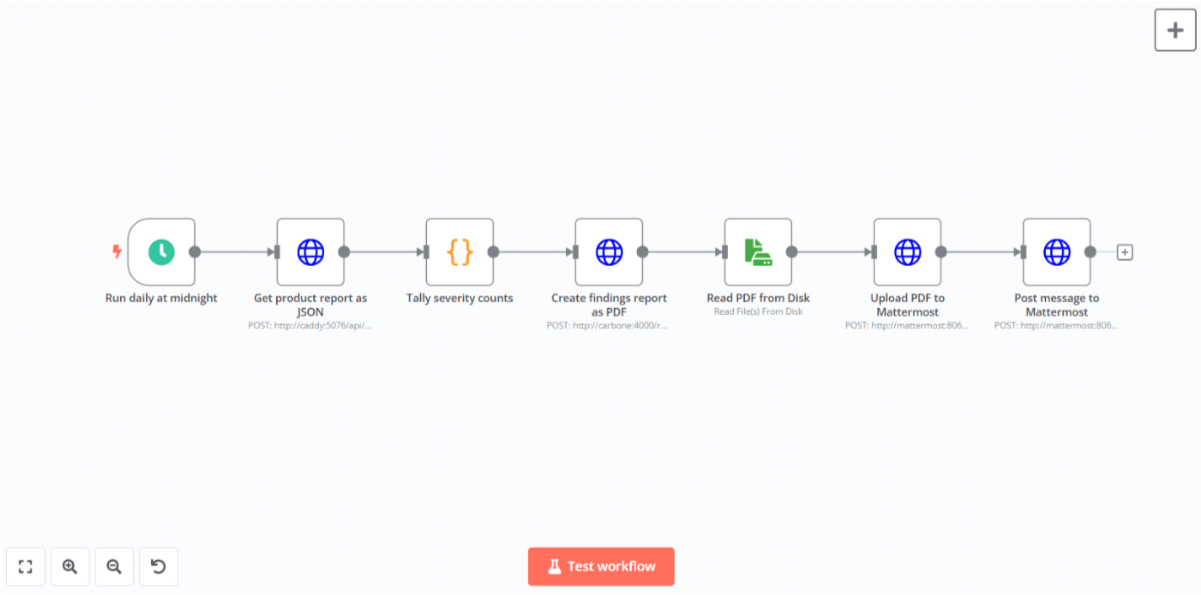 Run daily at midnight
Get product report as
JSON
POST: http://caddy:5076/api/...
Tally severity counts
Create findings report
as PDF
POST: http://carbone:4000/r...
Read PDF from Disk
Read File(s) From Disk
Upload PDF to
Mattermost
POST: http://mattermost:806...
Post message to
Mattermost
POST: http://mattermost:806...
Test workflow